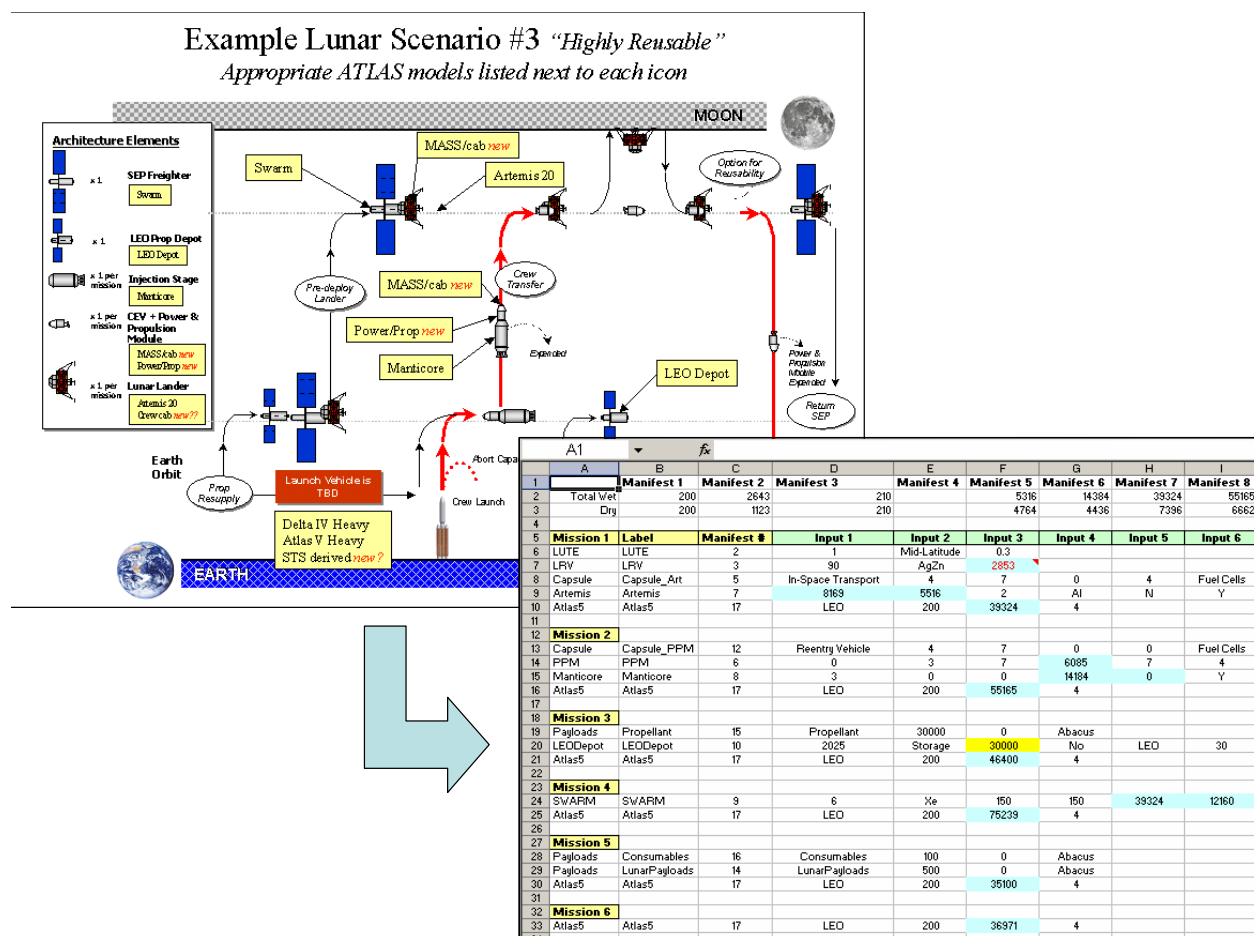 Example Lunar Scenario #3 "Highly Reusable"
Appropriate ATLAS models listed next to each icon
MOON
Architecture Elements
x 1
SEP Freighter
Swarm
x 1
LEO Prop Depot
LEO Depot
x 1 per mission
Injection Stage
Manticore
x 1 per mission
CEV + Power & Propulsion Module
MASS/cab new
Power/Prop new
x 1 per mission
Lunar Lander
Artemis 20
Crew cab new??
Swarm
MASS/cab new
Artemis 20
Option for Reusability
Pre-deploy Lander
Crew Transfer
MASS/cab new
Power/Prop new
Manticore
Expended
LEO Depot
Power & Propulsion Module Expended
Return SEP
Earth Orbit
Prop Resupply
Launch Vehicle is TBD
Abort Capa
Crew Launch
Delta IV Heavy
Atlas V Heavy
STS derived new?
EARTH
A1 fx
A B C D E F G H I
1 Manifest 1 Manifest 2 Manifest 3 Manifest 4 Manifest 5 Manifest 6 Manifest 7 Manifest 8
2 Total Wet 200 2643 210 5316 14384 39324 55165
3 Dry 200 1123 210 4764 4436 7396 6662
4
5 Mission 1 Label Manifest # Input 1 Input 2 Input 3 Input 4 Input 5 Input 6
6 LUTE LUTE 2 1 Mid-Latitude 0.3
7 LRV LRV 3 90 AgZn 2853
8 Capsule Capsule_Art 5 In-Space Transport 4 7 0 4 Fuel Cells
9 Artemis Artemis 7 8169 5516 2 Al N Y
10 Atlas5 Atlas5 17 LEO 200 39324 4
11
12 Mission 2
13 Capsule Capsule_PPM 12 Reentry Vehicle 4 7 0 0 Fuel Cells
14 PPM PPM 6 0 3 7 6085 7 4
15 Manticore Manticore 8 3 0 0 14184 0 Y
16 Atlas5 Atlas5 17 LEO 200 55165 4
17
18 Mission 3
19 Payloads Propellant 15 Propellant 30000 0 Abacus
20 LEODepot LEODepot 10 2025 Storage 30000 No LEO 30
21 Atlas5 Atlas5 17 LEO 200 46400 4
22
23 Mission 4
24 SWARM SWARM 9 6 Xe 150 150 39324 12160
25 Atlas5 Atlas5 17 LEO 200 75239 4
26
27 Mission 5
28 Payloads Consumables 16 Consumables 100 0 Abacus
29 Payloads LunarPayloads 14 LunarPayloads 500 0 Abacus
30 Atlas5 Atlas5 17 LEO 200 35100 4
31
32 Mission 6
33 Atlas5 Atlas5 17 LEO 200 36971 4